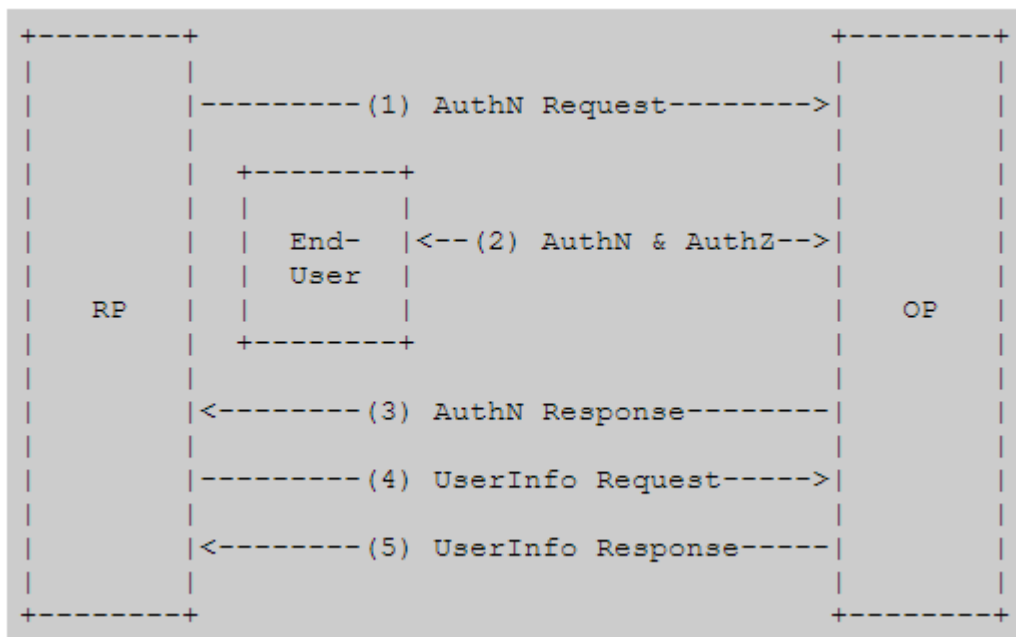 +--------+                                   +--------+
|        |                                   |        |
|        |---------(1) AuthN Request-------->|        |
|        |                                   |        |
|        |  +--------+                       |        |
|        |  |        |                       |        |
|        |  |  End-  |<--(2) AuthN & AuthZ-->|        |
|        |  |  User  |                       |        |
|   RP   |  |        |                       |   OP   |
|        |  +--------+                       |        |
|        |                                   |        |
|        |<--------(3) AuthN Response--------|        |
|        |                                   |        |
|        |---------(4) UserInfo Request----->|        |
|        |                                   |        |
|        |<--------(5) UserInfo Response-----|        |
|        |                                   |        |
+--------+                                   +--------+